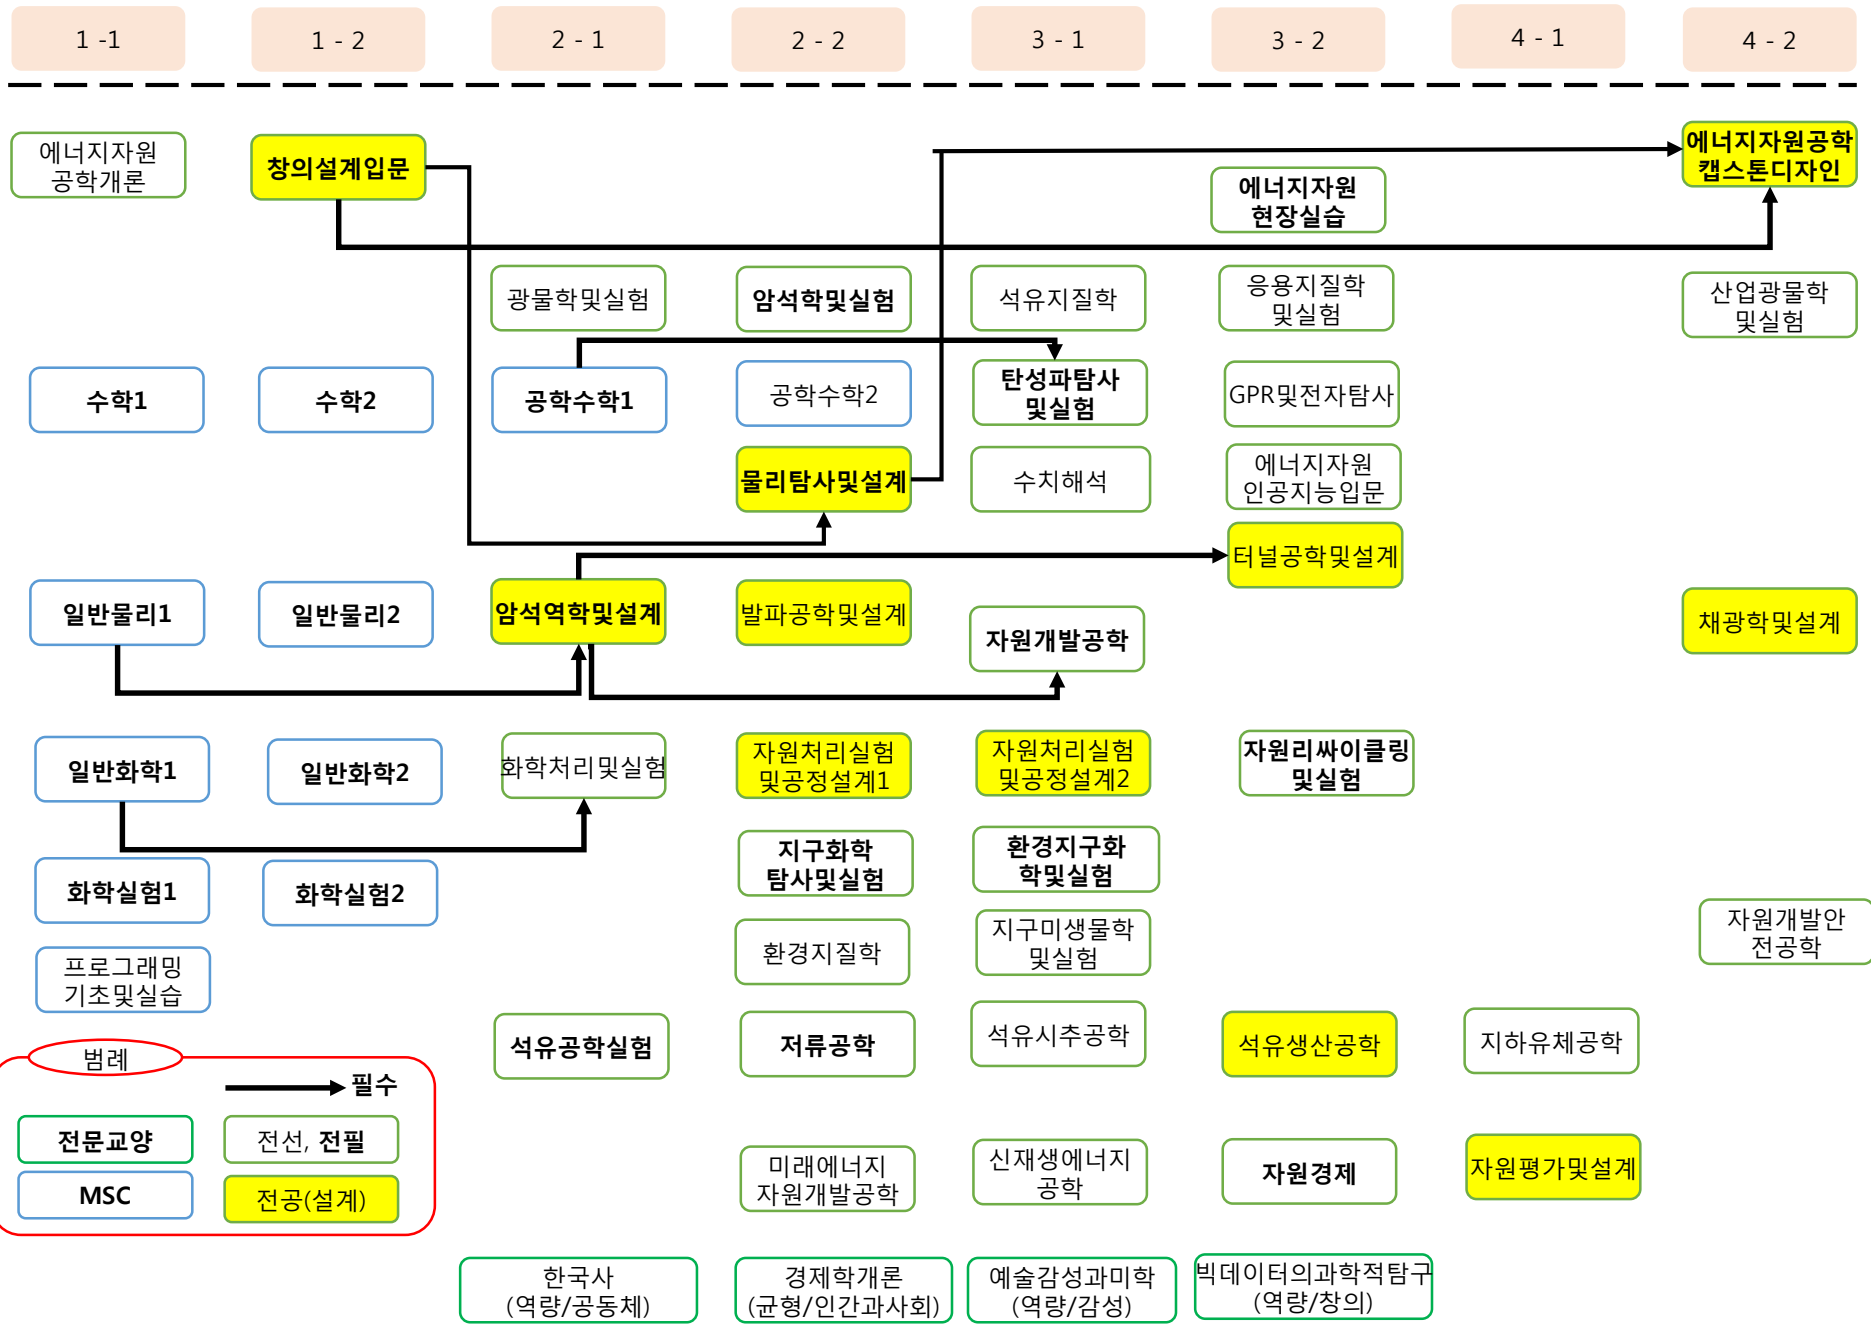 1 -1
1 - 2
2 - 1
2 - 2
3 - 1
3 - 2
4 - 1
4 - 2
에너지자원
공학개론
창의설계입문
에너지자원공학
캡스톤디자인
에너지자원
현장실습
광물학및실험
암석학및실험
석유지질학
응용지질학
및실험
산업광물학
및실험
수학1
수학2
공학수학1
공학수학2
탄성파탐사
및실험
GPR및전자탐사
물리탐사및설계
수치해석
에너지자원
인공지능입문
터널공학및설계
일반물리1
일반물리2
암석역학및설계
발파공학및설계
자원개발공학
채광학및설계
일반화학1
일반화학2
화학처리및실험
자원처리실험
및공정설계1
자원처리실험
및공정설계2
자원리싸이클링
및실험
지구화학
탐사및실험
환경지구화
학및실험
화학실험1
화학실험2
환경지질학
지구미생물학
및실험
자원개발안
전공학
프로그래밍
기초및실습
석유공학실험
저류공학
석유시추공학
석유생산공학
지하유체공학
범례
필수
전문교양
전선, 전필
MSC
전공(설계)
미래에너지
자원개발공학
신재생에너지
공학
자원경제
자원평가및설계
한국사
(역량/공동체)
경제학개론
(균형/인간과사회)
예술감성과미학
(역량/감성)
빅데이터의과학적탐구
(역량/창의)